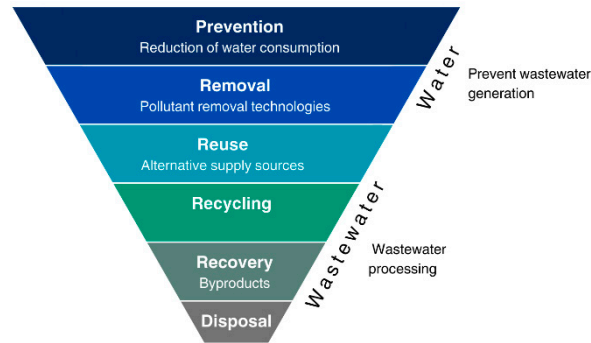 Prevention
Reduction of water consumption
Removal
Pollutant removal technologies
Reuse
Alternative supply sources
Recycling
Recovery
Byproducts
Disposal
Water
Prevent wastewater
generation
Wastewater
Wastewater
processing